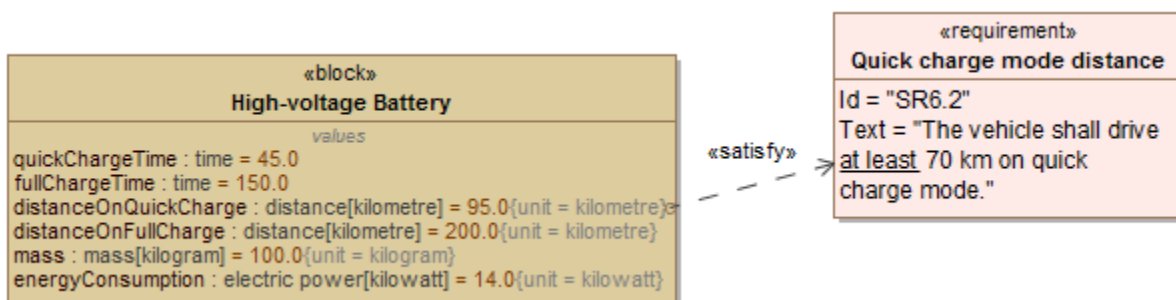 «block»
High-voltage Battery
values
quickChargeTime : time = 45.0
fullChargeTime : time = 150.0
distanceOnQuickCharge : distance[kilometre] = 95.0{unit = kilometre}
distanceOnFullCharge : distance[kilometre] = 200.0{unit = kilometre}
mass : mass[kilogram] = 100.0{unit = kilogram}
energyConsumption : electric power[kilowatt] = 14.0{unit = kilowatt}
«satisfy»
«requirement»
Quick charge mode distance
Id = "SR6.2"
Text = "The vehicle shall drive
at least 70 km on quick
charge mode."